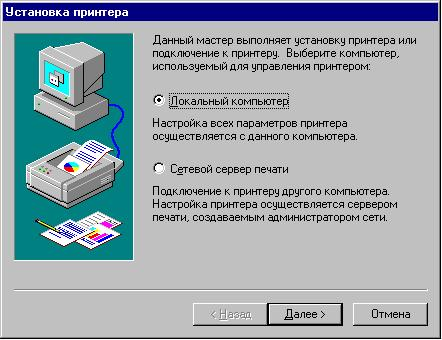 Установка принтера
Данный мастер выполняет установку принтера или
подключение к принтеру. Выберите компьютер,
используемый для управления принтером:
Локальный компьютер
Настройка всех параметров принтера
осуществляется с данного компьютера.
Сетевой сервер печати
Подключение к принтеру другого компьютера.
Настройка принтера осуществляется сервером
печати, создаваемым администратором сети.
< Назад
Далее >
Отмена